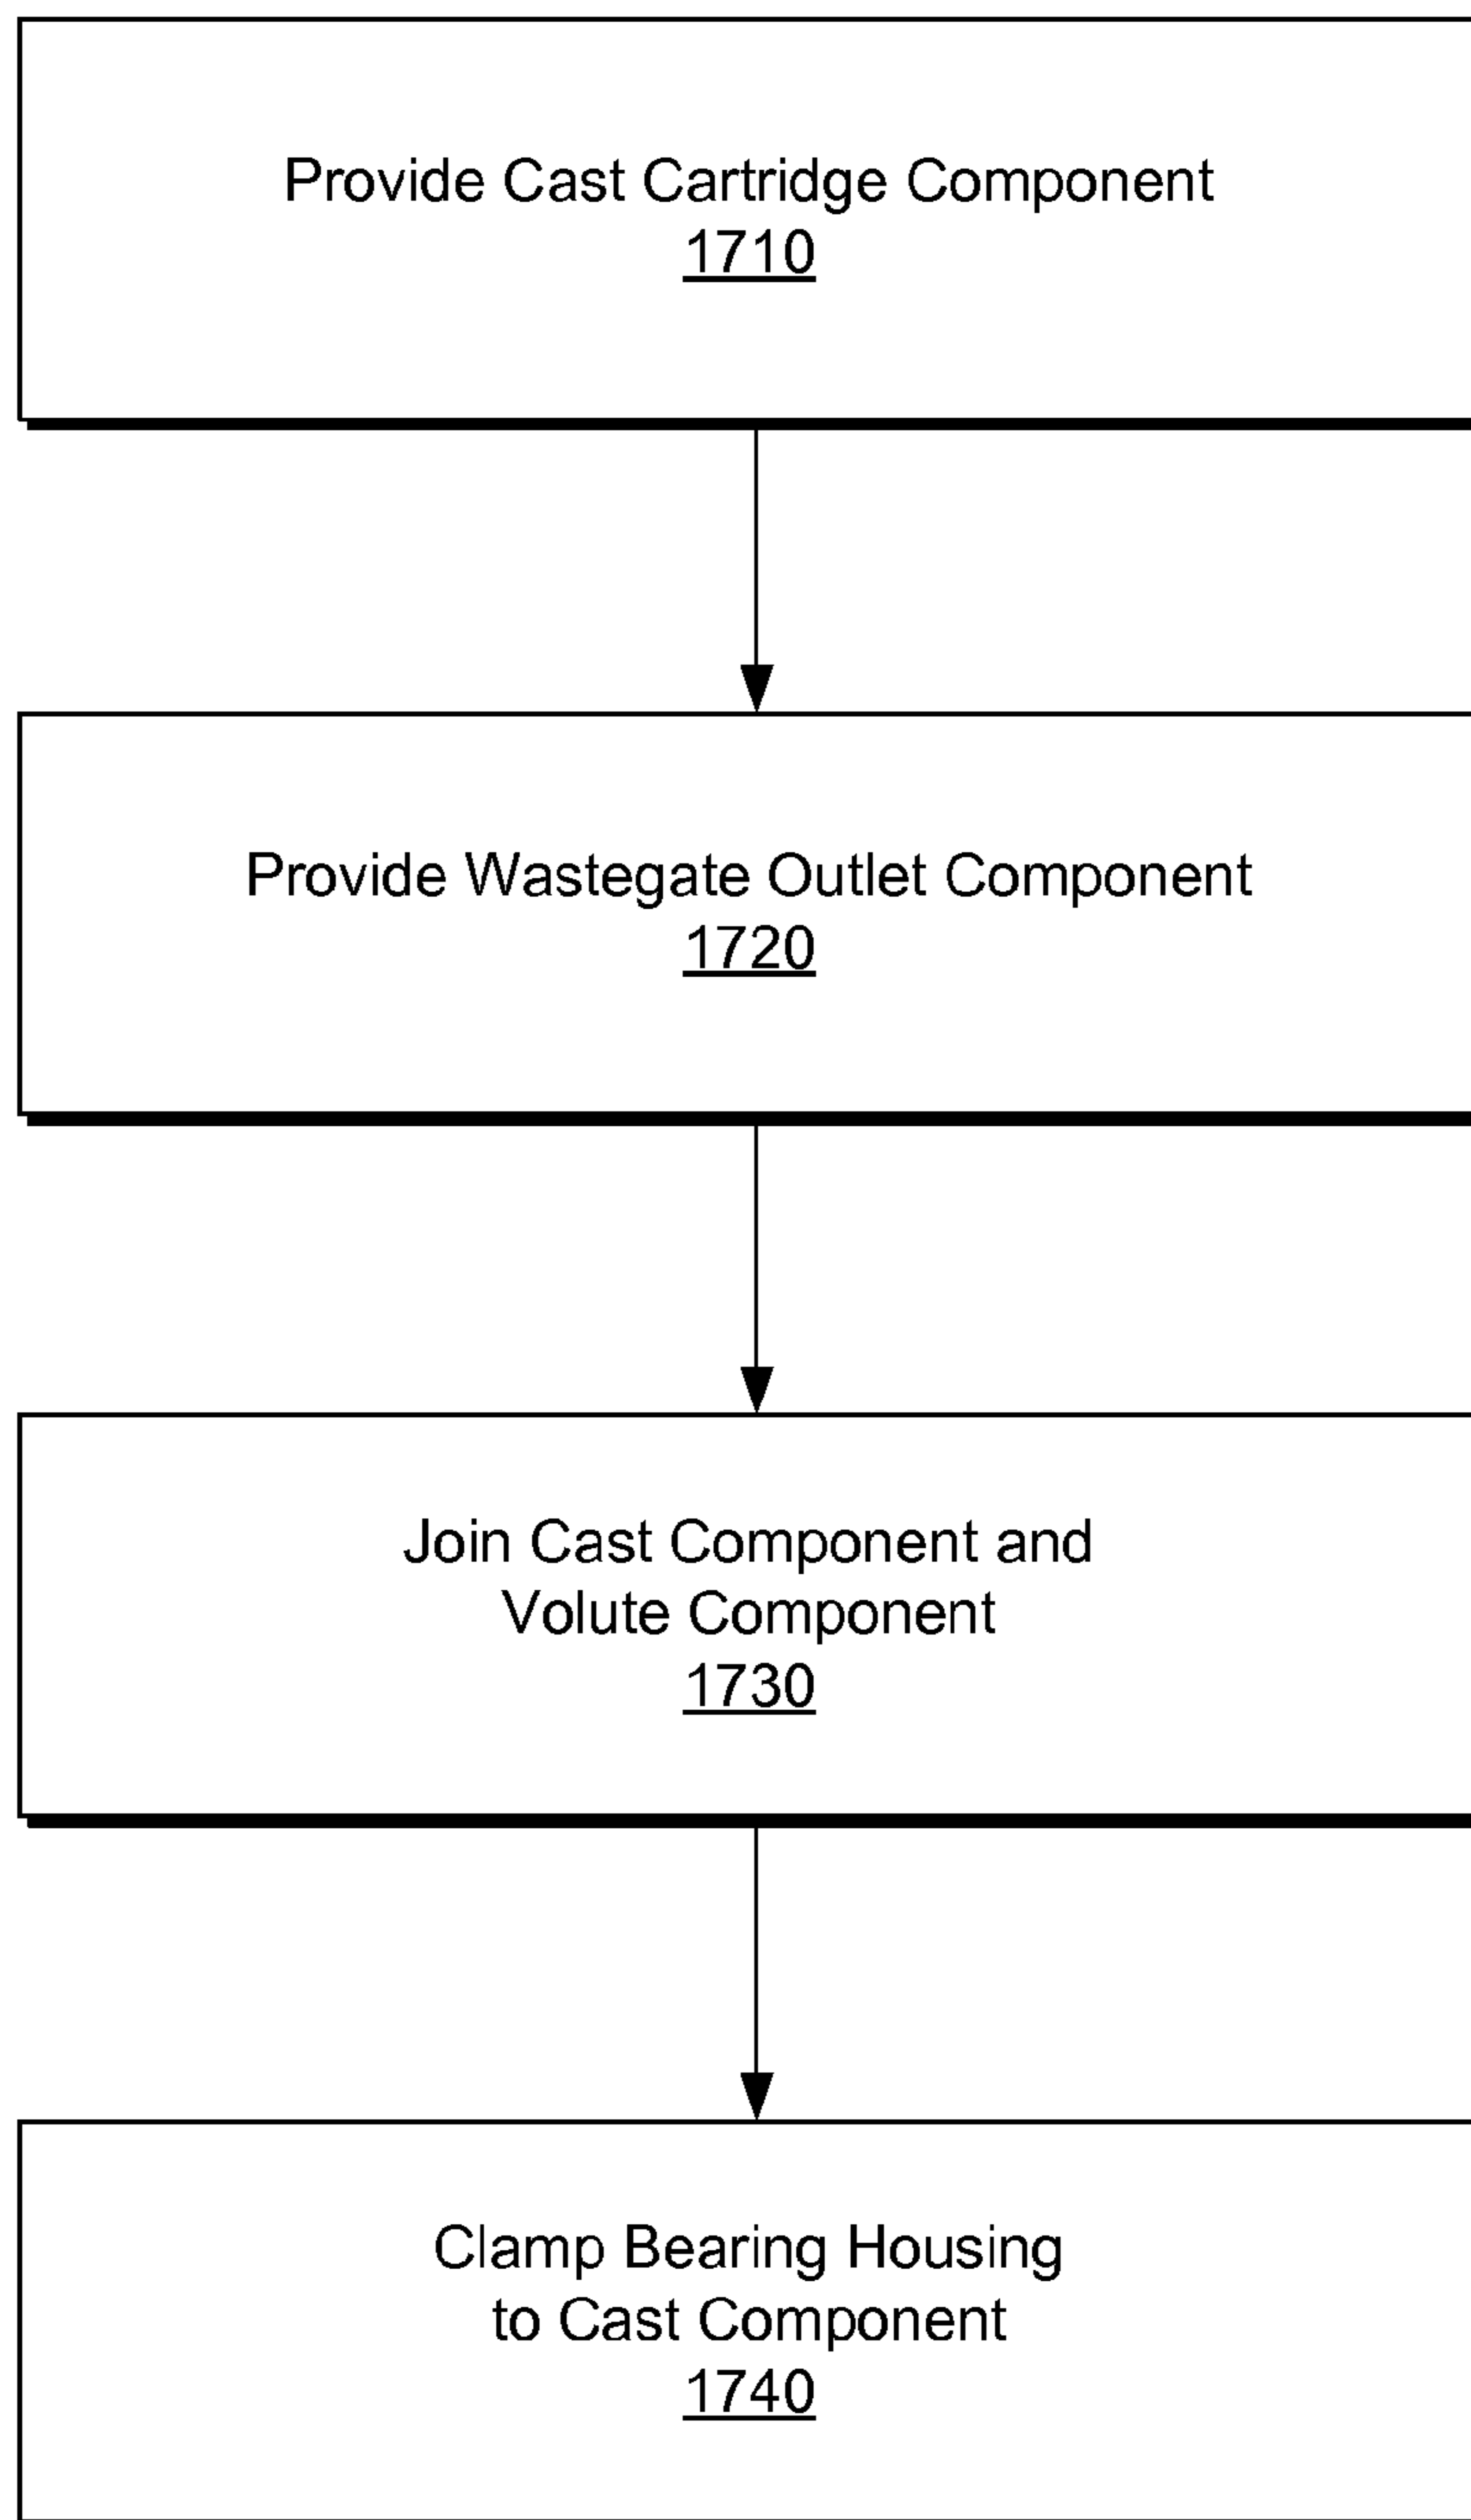 Provide Cast Cartridge Component
1710
Provide Wastegate Outlet Component
1720
Join Cast Component and
Volute Component
1730
Clamp Bearing Housing
to Cast Component
1740